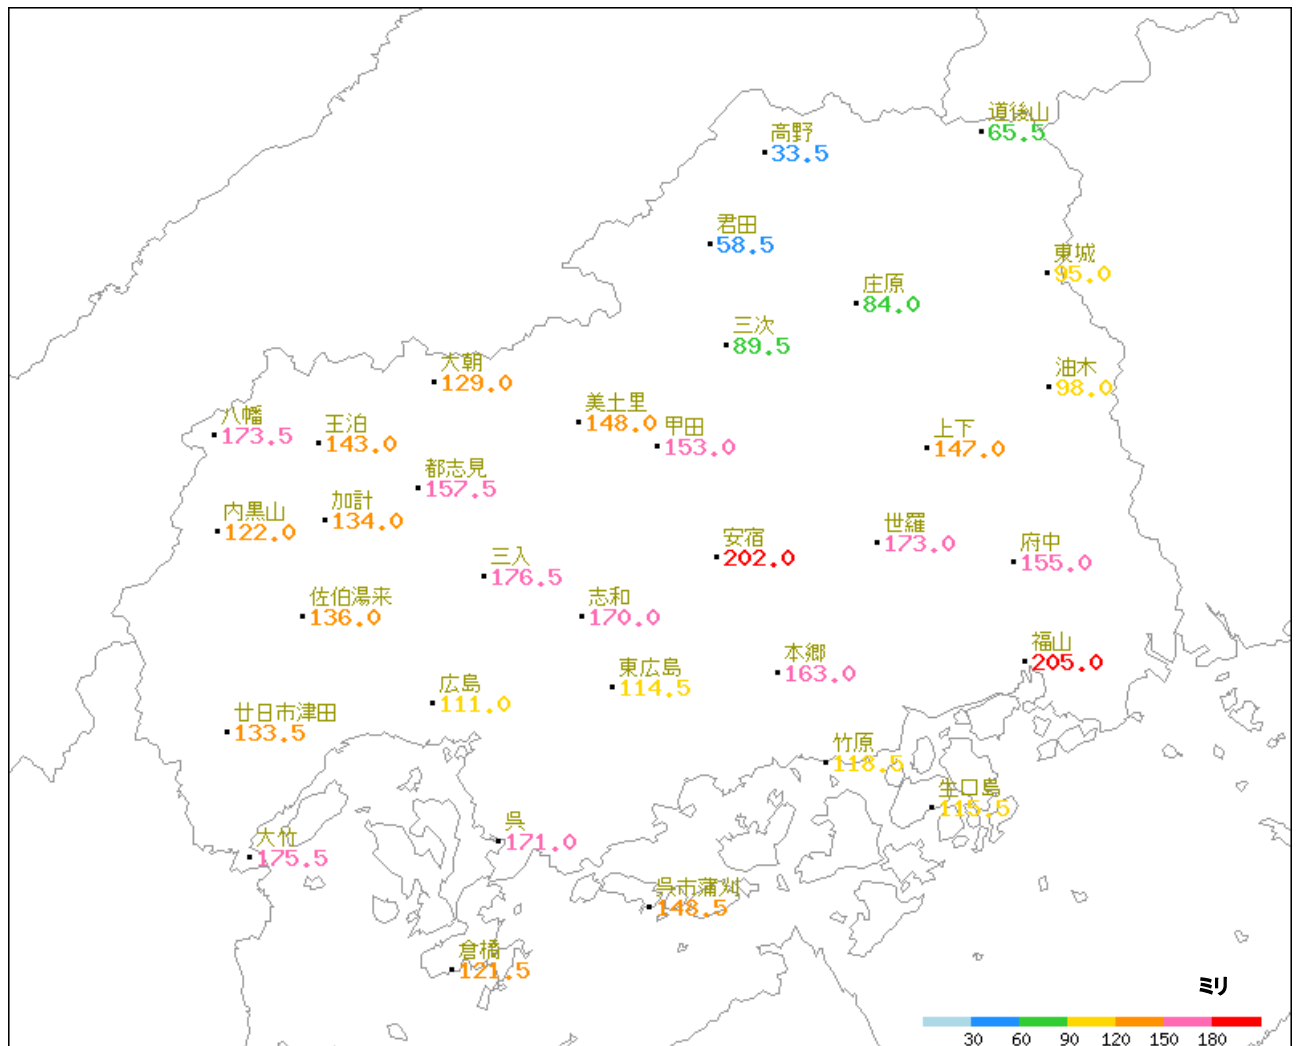 道後山
65.5
高野
33.5
君田
58.5
東城
95.0
庄原
84.0
三次
89.5
大朝
129.0
油木
98.0
美土里
148.0
八幡
173.5
王泊
143.0
甲田
153.0
上下
147.0
都志見
157.5
加計
134.0
内黒山
122.0
世羅
173.0
安宿
202.0
府中
155.0
三入
176.5
佐伯湯来
136.0
志和
170.0
福山
205.0
本郷
163.0
東広島
114.5
広島
111.0
廿日市津田
133.5
竹原
118.5
生口島
115.5
呉
171.0
大竹
175.5
呉市蒲刈
148.5
倉橋
121.5
ミリ
30 60 90 120 150 180